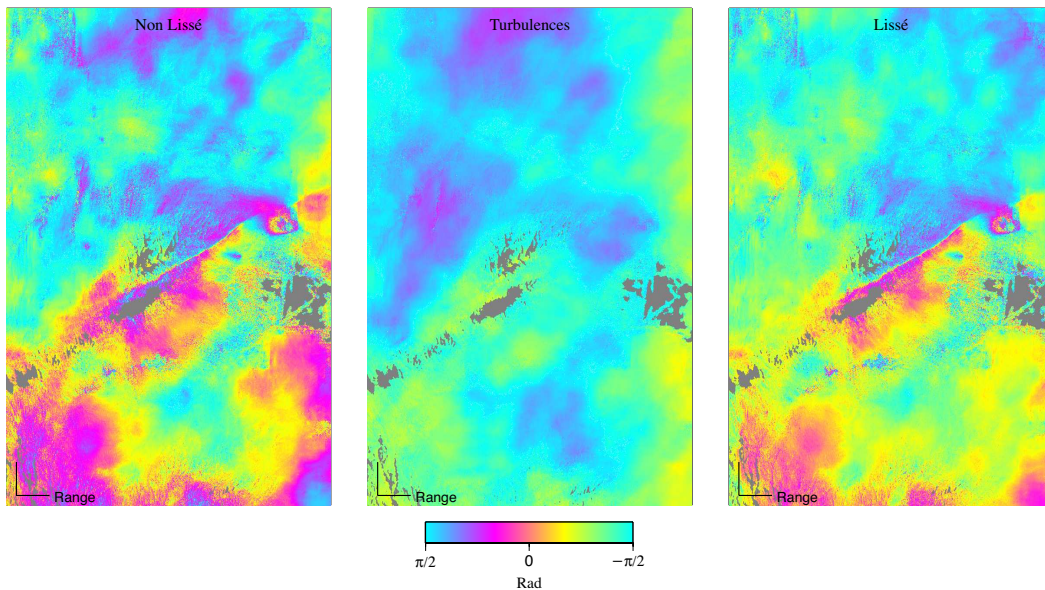 Non Lissé
Turbulences
Lissé
Range
Range
Range
π/2
0
−π/2
Rad